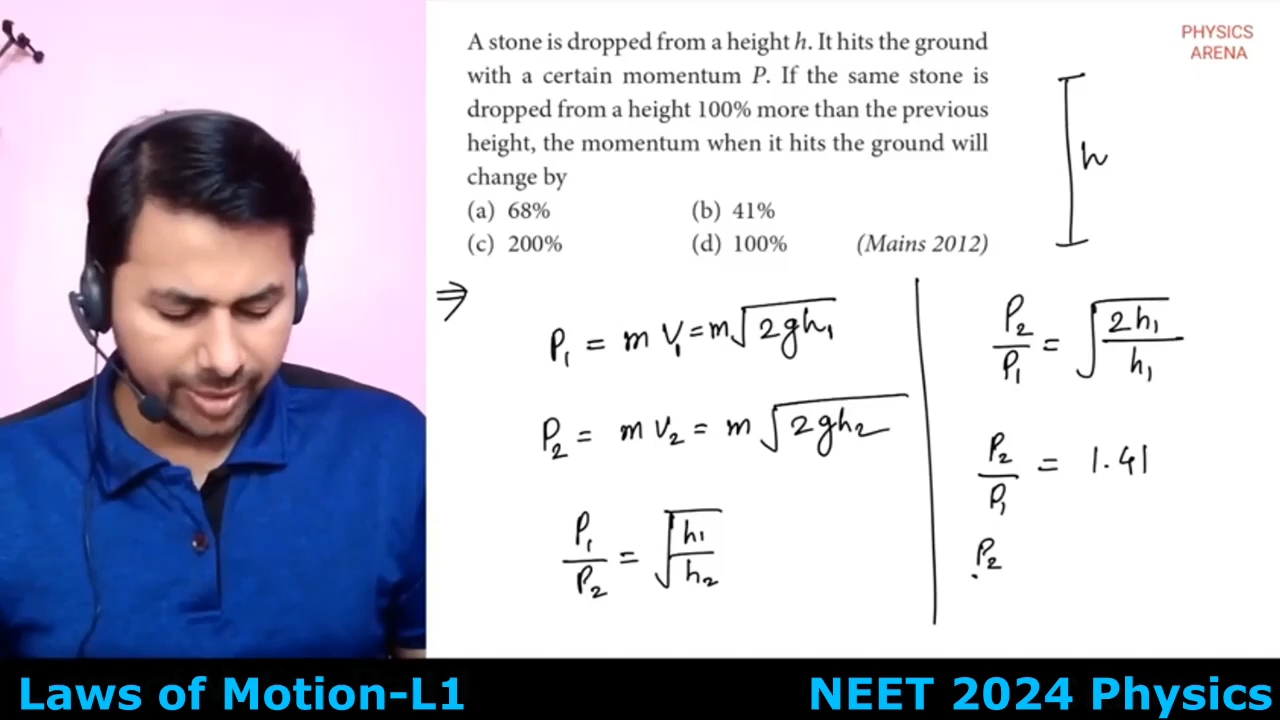 A stone is dropped from a height h. It hits the ground
with a certain momentum P. If the same stone is
dropped from a height 100% more than the previous
height, the momentum when it hits the ground will
change by
(a) 68% (b) 41%
(c) 200% (d) 100% (Mains 2012)
PHYSICS
ARENA
h
⇒
P₁ = m V₁ = m√2gh₁
P₂ = m V₂ = m√2gh₂
P₁/P₂ = √h₁/h₂
P₂/P₁ = √2h₁/h₁
P₂/P₁ = 1.41
P₂
Laws of Motion-L1
NEET 2024 Physics